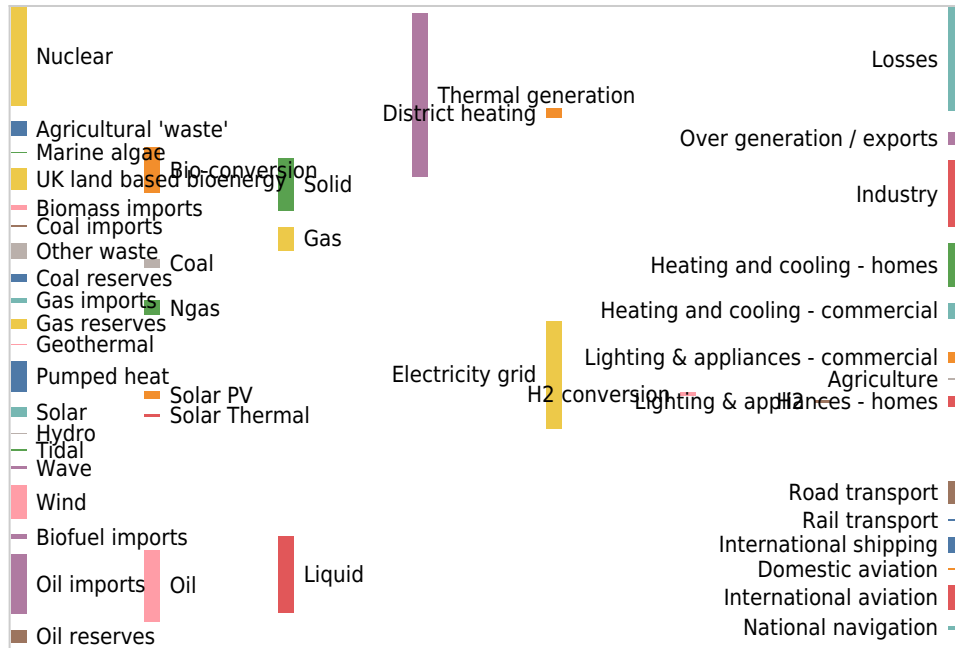 Nuclear
Losses
Thermal generation
District heating
Agricultural 'waste'
Over generation / exports
Marine algae
Bio-conversion
UK land based bioenergy
Solid
Industry
Biomass imports
Coal imports
Gas
Other waste
Coal
Heating and cooling - homes
Coal reserves
Gas imports
Ngas
Heating and cooling - commercial
Gas reserves
Geothermal
Lighting & appliances - commercial
Pumped heat
Electricity grid
Agriculture
Solar PV
H2 conversion
Lighting & appliances - homes
H2
Solar
Solar Thermal
Hydro
Tidal
Wave
Wind
Road transport
Rail transport
Biofuel imports
International shipping
Domestic aviation
Oil imports
Oil
Liquid
International aviation
National navigation
Oil reserves